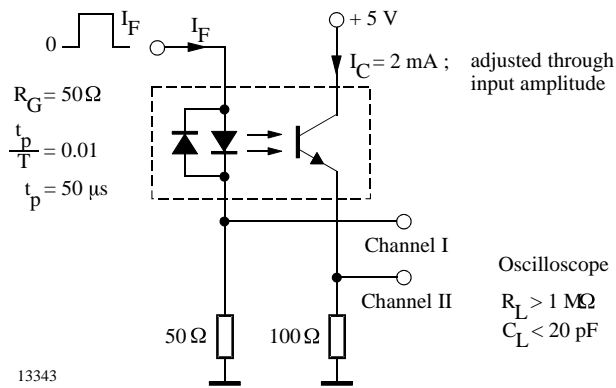 0
I_F
I_F
+ 5 V
I_C = 2 mA ; adjusted through
input amplitude
R_G = 50 Ω
t_p
T
= 0.01
t_p = 50 µs
Channel I
Channel II
50 Ω
100 Ω
Oscilloscope
R_L > 1 MΩ
C_L < 20 pF
13343